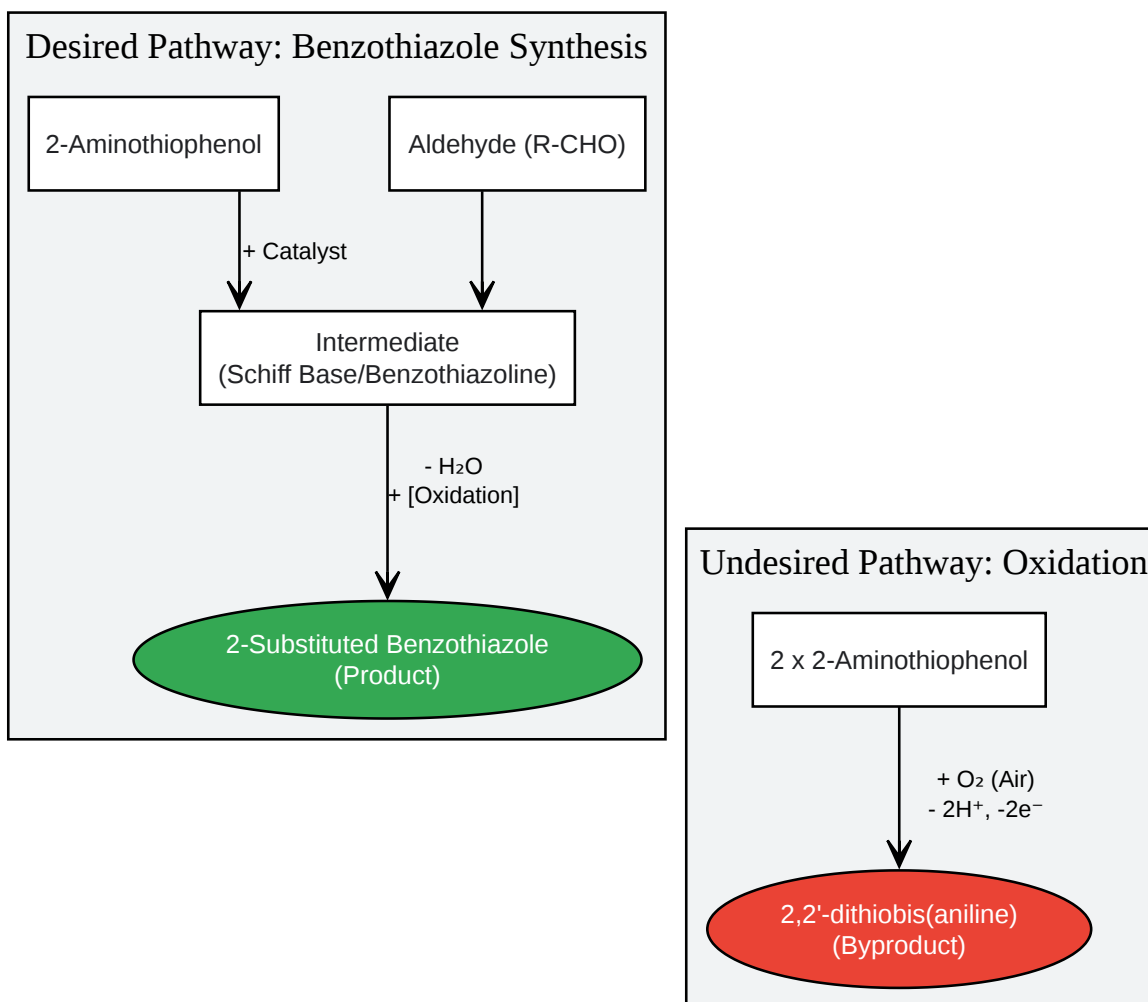 Desired Pathway: Benzothiazole Synthesis
2-Aminothiophenol
Aldehyde (R-CHO)
+ Catalyst
Intermediate
(Schiff Base/Benzothiazoline)
- H₂O
+ [Oxidation]
2-Substituted Benzothiazole
(Product)
Undesired Pathway: Oxidation
2 x 2-Aminothiophenol
+ O₂ (Air)
- 2H⁺, -2e⁻
2,2'-dithiobis(aniline)
(Byproduct)